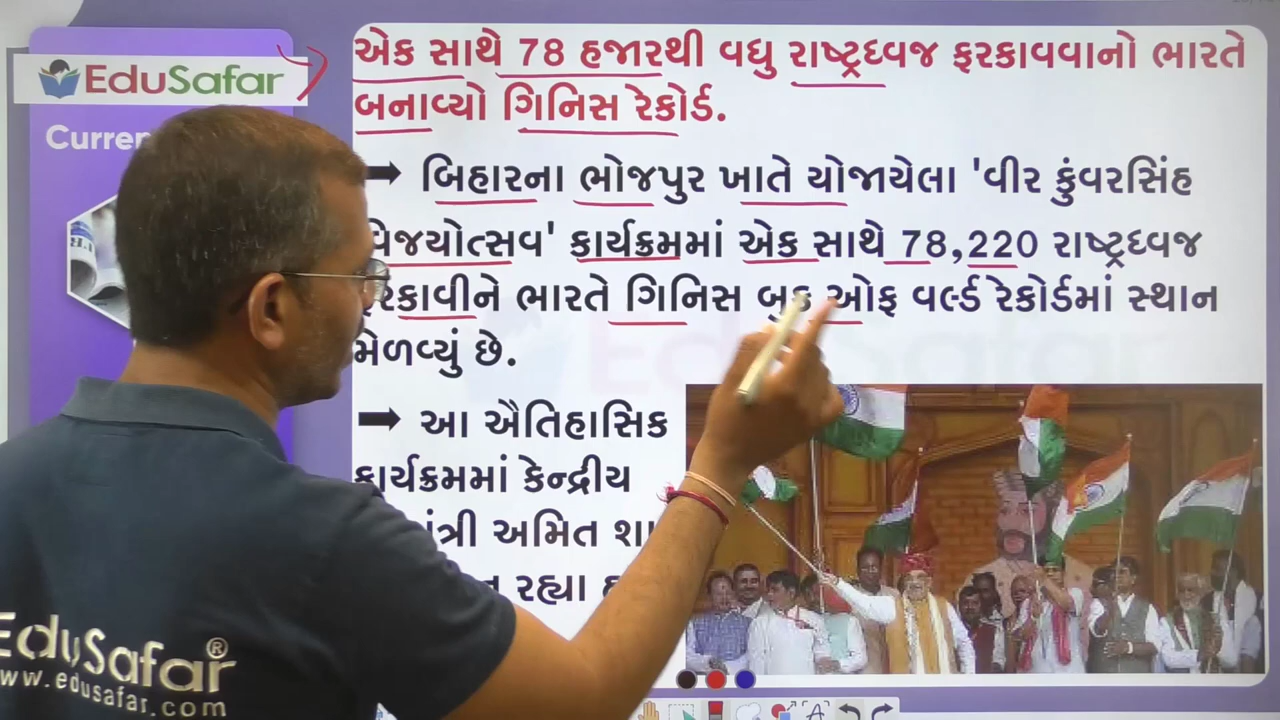 EduSafar
Curren
એક સાથે 78 હજારથી વધુ રાષ્ટ્રધ્વજ ફરકાવવાનો ભારતે
બનાવ્યો ગિનિસ રેકોર્ડ.
➡ બિહારના ભોજપુર ખાતે યોજાયેલા 'વીર કુંવરસિંહ
વિજયોત્સવ' કાર્યક્રમમાં એક સાથે 78,220 રાષ્ટ્રધ્વજ
ફરકાવીને ભારતે ગિનિસ બુક ઓફ વર્લ્ડ રેકોર્ડમાં સ્થાન
મેળવ્યું છે.
➡ આ ઐતિહાસિક
કાર્યક્રમમાં કેન્દ્રીય
અમિત
રહ્યા
EduSafar®
www.edusafar.com